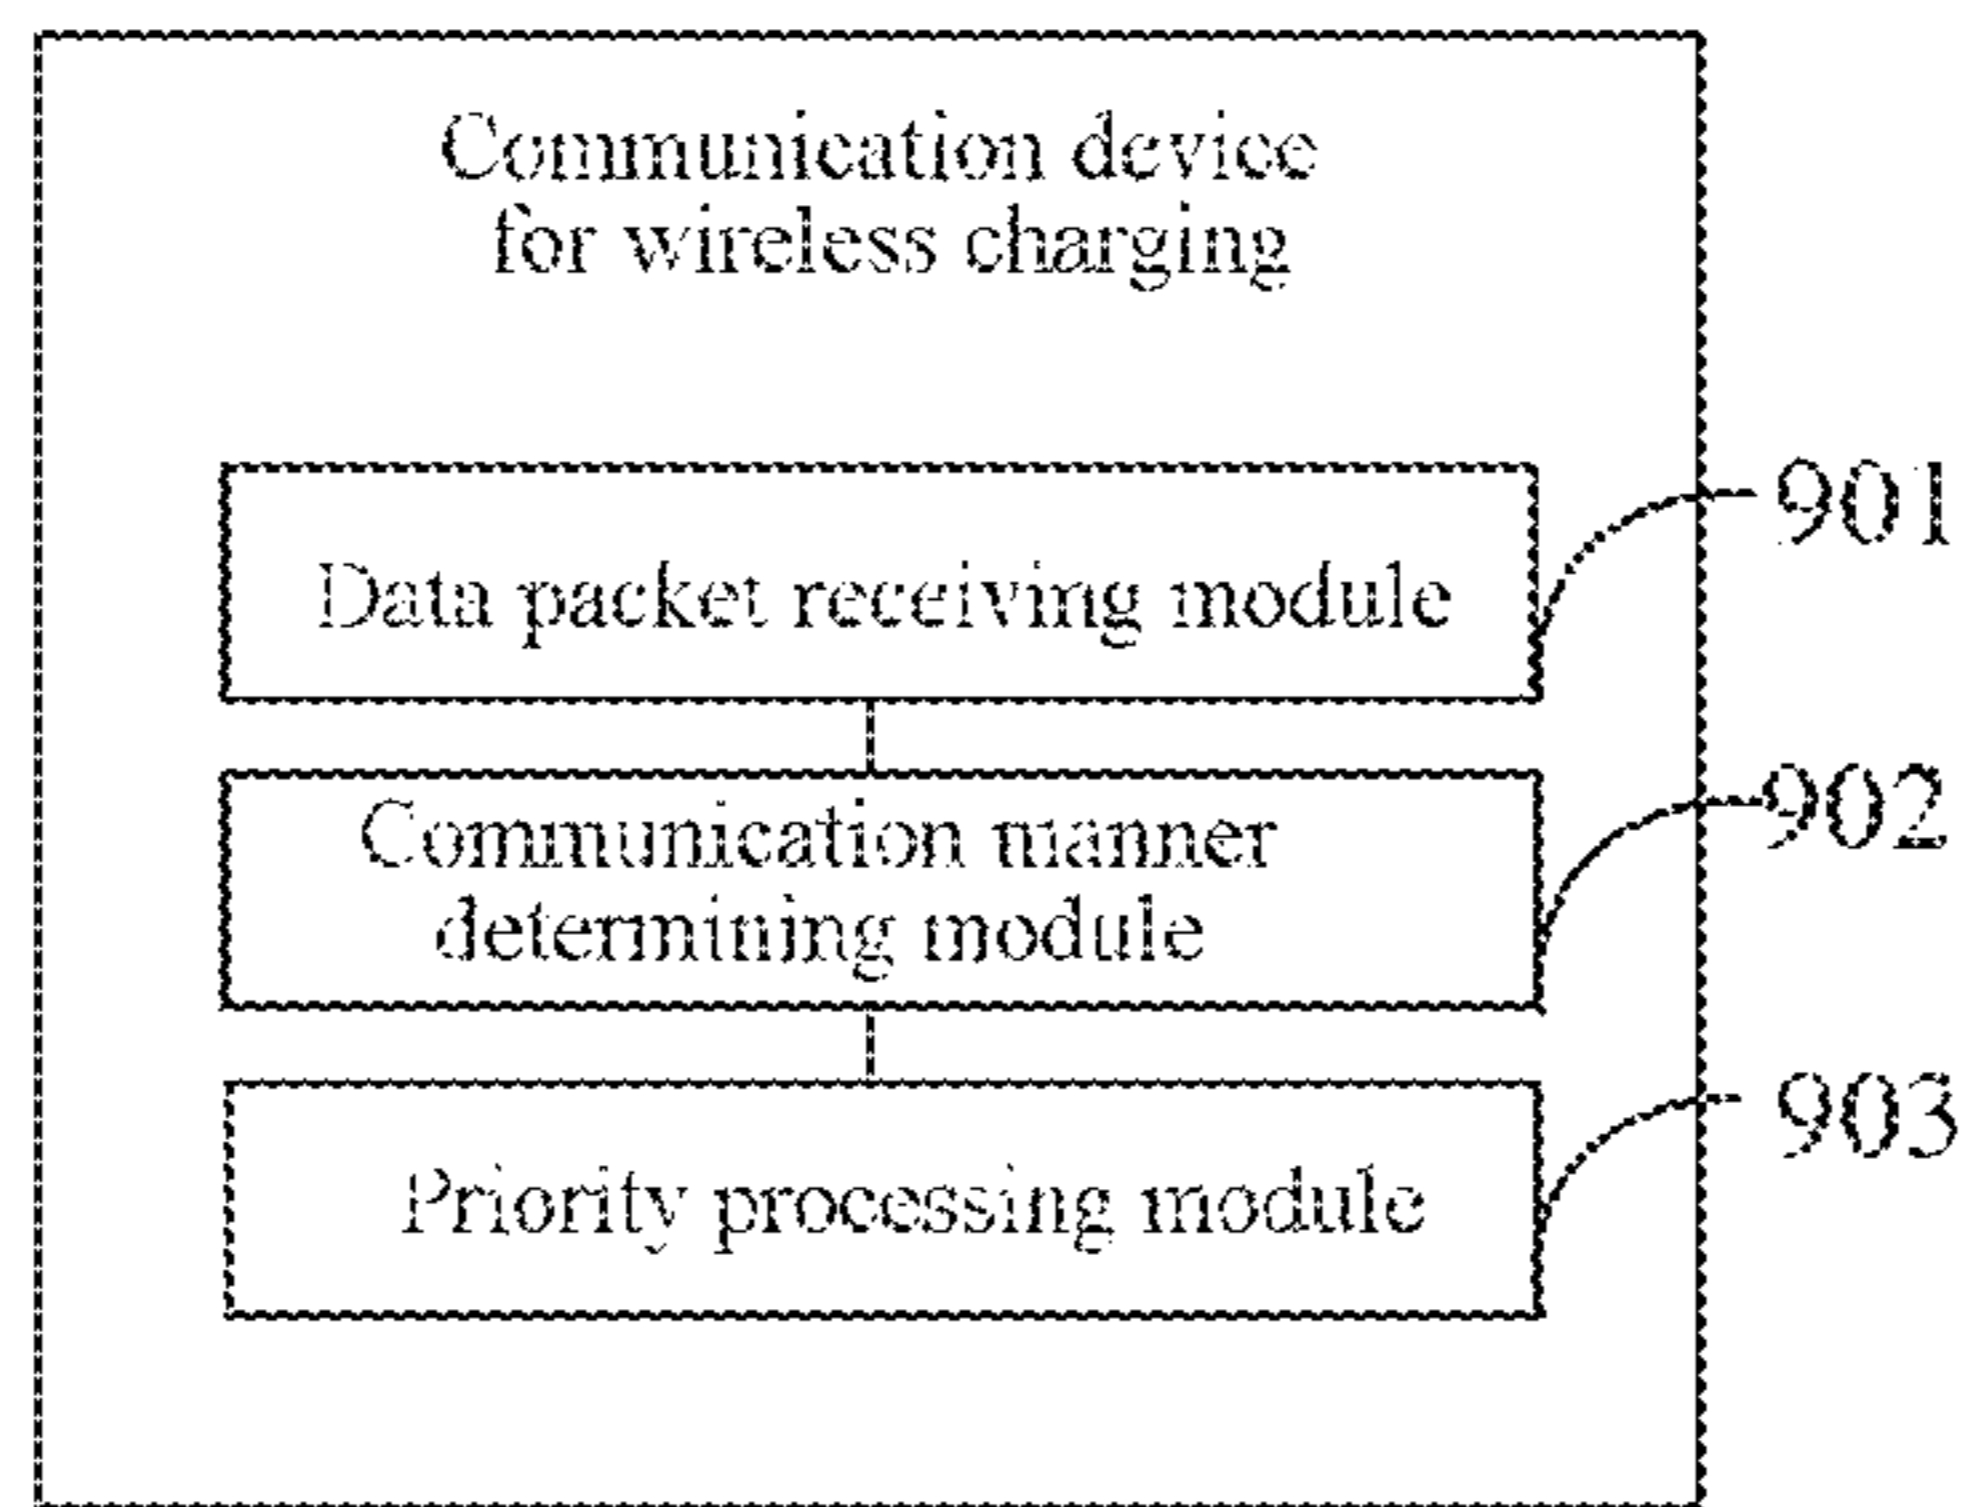 Communication device
for wireless charging
901
Data packet receiving module
902
Communication manner
determining module
903
Priority processing module